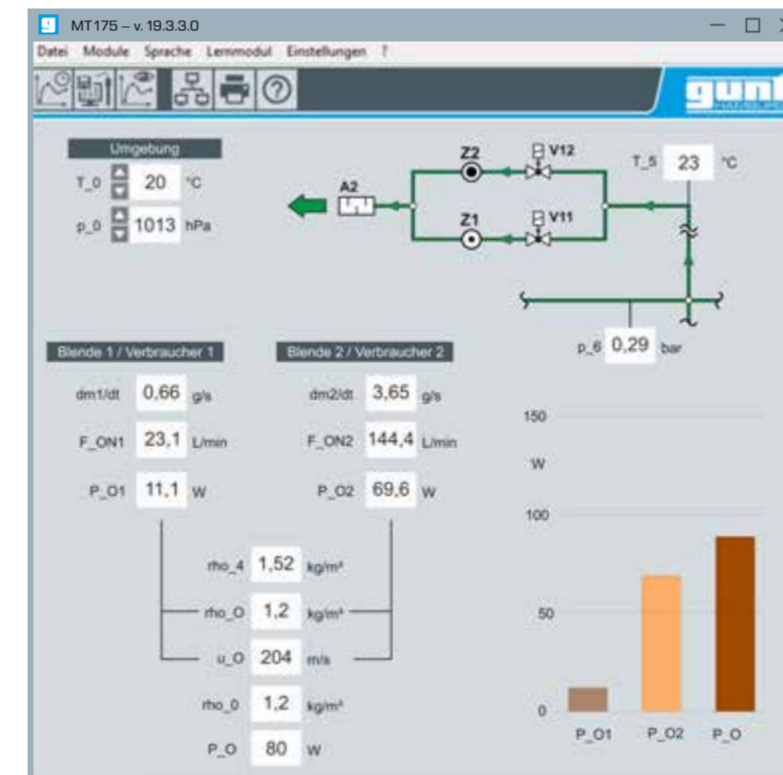 MT175 – v. 19.3.3.0
Datei Module Sprache Lernmodul Einstellungen ?
gunt
Umgebung
T_0 20 °C
p_0 1013 hPa
Z2
V12
T_5 23 °C
A2
Z1
V11
p_6 0,29 bar
Blende 1 / Verbraucher 1
Blende 2 / Verbraucher 2
dm1/dt 0,66 g/s
dm2/dt 3,65 g/s
F_ON1 23,1 L/min
F_ON2 144,4 L/min
P_O1 11,1 W
P_O2 69,6 W
rho_4 1,52 kg/m³
rho_O 1,2 kg/m³
u_O 204 m/s
rho_0 1,2 kg/m³
P_O 80 W
150
W
100
50
0
P_O1 P_O2 P_O